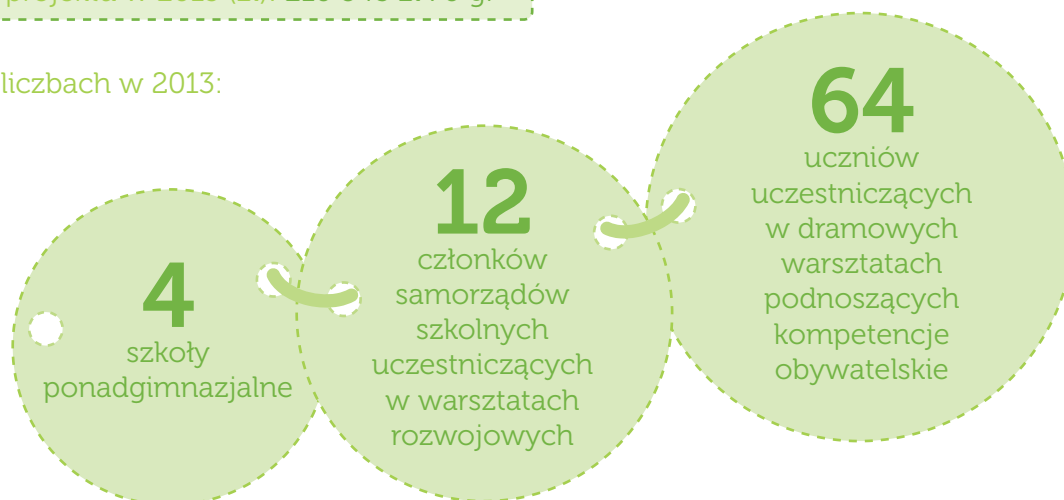 liczbach w 2013:
4
szkoły
ponadgimnazjalne
12
członków
samorządów
szkolnych
uczestniczących
w warsztatach
rozwojowych
64
uczniów
uczestniczących
w dramowych
warsztatach
podnoszących
kompetencje
obywatelskie